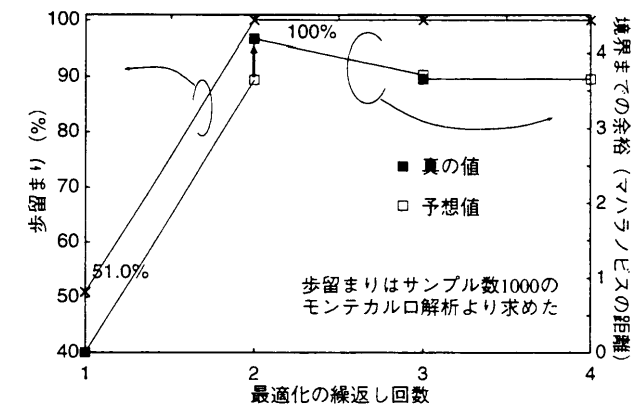 歩留まり (%)
100
90
80
70
60
50
40
100%
51.0%
■ 真の値
□ 予想値
歩留まりはサンプル数1000の
モンテカルロ解析より求めた
1
2
3
4
最適化の繰返し回数
4
3
2
1
0
境界までの余裕 (マハラノビスの距離)